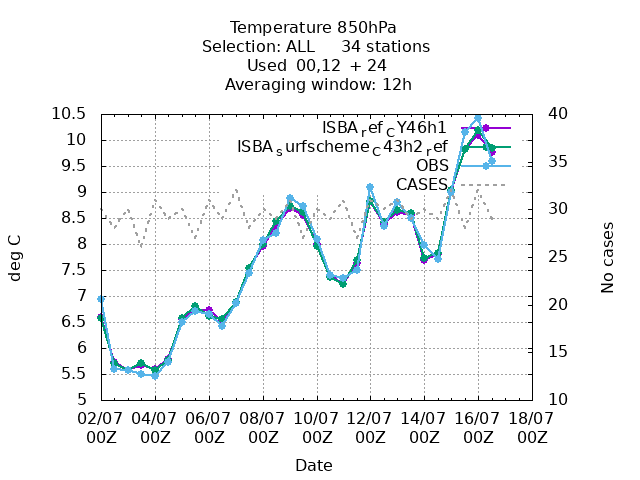 Temperature 850hPa
Selection: ALL 34 stations
Used 00,12 + 24
Averaging window: 12h
ISBA_ref_CY46h1
ISBA_surfscheme_C43h2_ref
OBS
CASES
10.5
10
9.5
9
8.5
8
7.5
7
6.5
6
5.5
5
40
35
30
25
20
15
10
deg C
No cases
02/07 04/07 06/07 08/07 10/07 12/07 14/07 16/07 18/07
00Z 00Z 00Z 00Z 00Z 00Z 00Z 00Z 00Z
Date